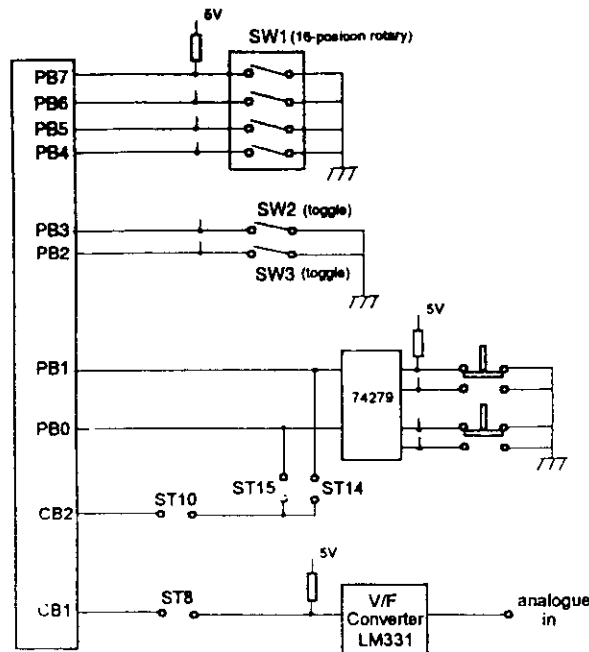 5V
SW1 (16-position rotary)
PB7
PB6
PB5
PB4
PB3
SW2 (toggle)
PB2
SW3 (toggle)
5V
PB1
74279
PB0
ST15
ST14
ST10
CB2
5V
ST8
CB1
V/F
Converter
LM331
analogue
in